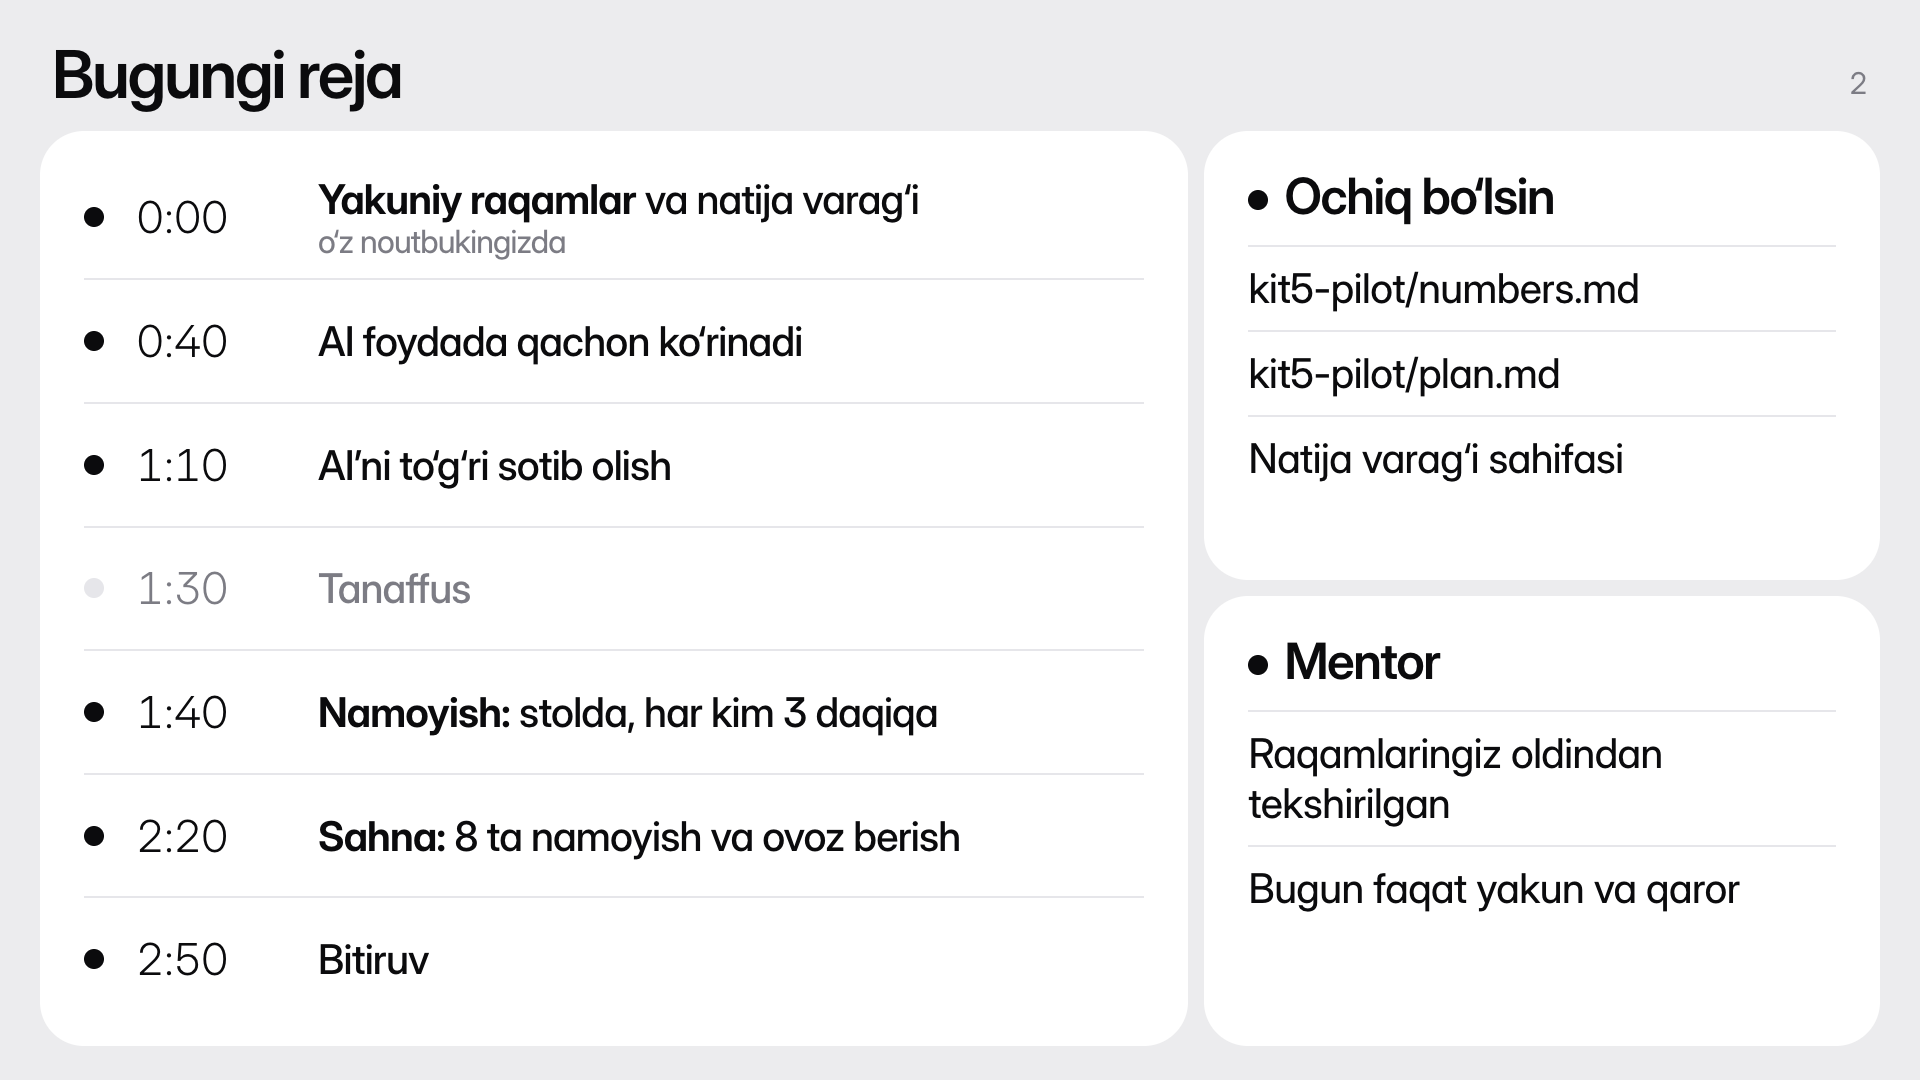 Bugungi reja
2
0:00 Yakuniy raqamlar va natija varag‘i
o‘z noutbukingizda
0:40 AI foydada qachon ko‘rinadi
1:10 AI’ni to‘g‘ri sotib olish
1:30 Tanaffus
1:40 Namoyish: stolda, har kim 3 daqiqa
2:20 Sahna: 8 ta namoyish va ovoz berish
2:50 Bitiruv
Ochiq bo‘lsin
kit5-pilot/numbers.md
kit5-pilot/plan.md
Natija varag‘i sahifasi
Mentor
Raqamlaringiz oldindan
tekshirilgan
Bugun faqat yakun va qaror